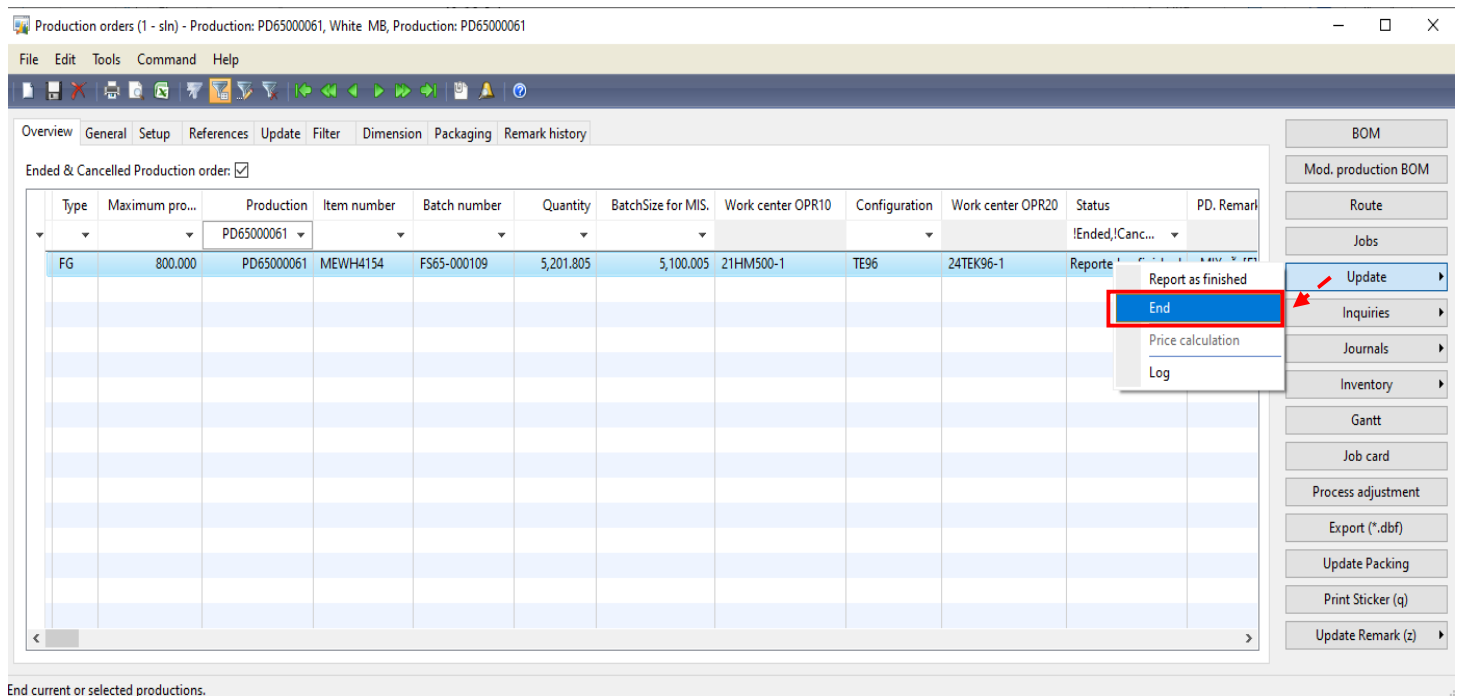 Production orders (1 - sln) - Production: PD65000061, White MB, Production: PD65000061
File Edit Tools Command Help
Overview General Setup References Update Filter Dimension Packaging Remark history
Ended & Cancelled Production order:
Type Maximum pro... Production Item number Batch number Quantity BatchSize for MIS. Work center OPR10 Configuration Work center OPR20 Status PD. Remark
PD65000061 !Ended,!Canc...
FG 800.000 PD65000061 MEWH4154 FS65-000109 5,201.805 5,100.005 21HM500-1 TE96 24TEK96-1 Reporte
Report as finished
End
Price calculation
Log
BOM
Mod. production BOM
Route
Jobs
Update
Inquiries
Journals
Inventory
Gantt
Job card
Process adjustment
Export (*.dbf)
Update Packing
Print Sticker (q)
Update Remark (z)
End current or selected productions.